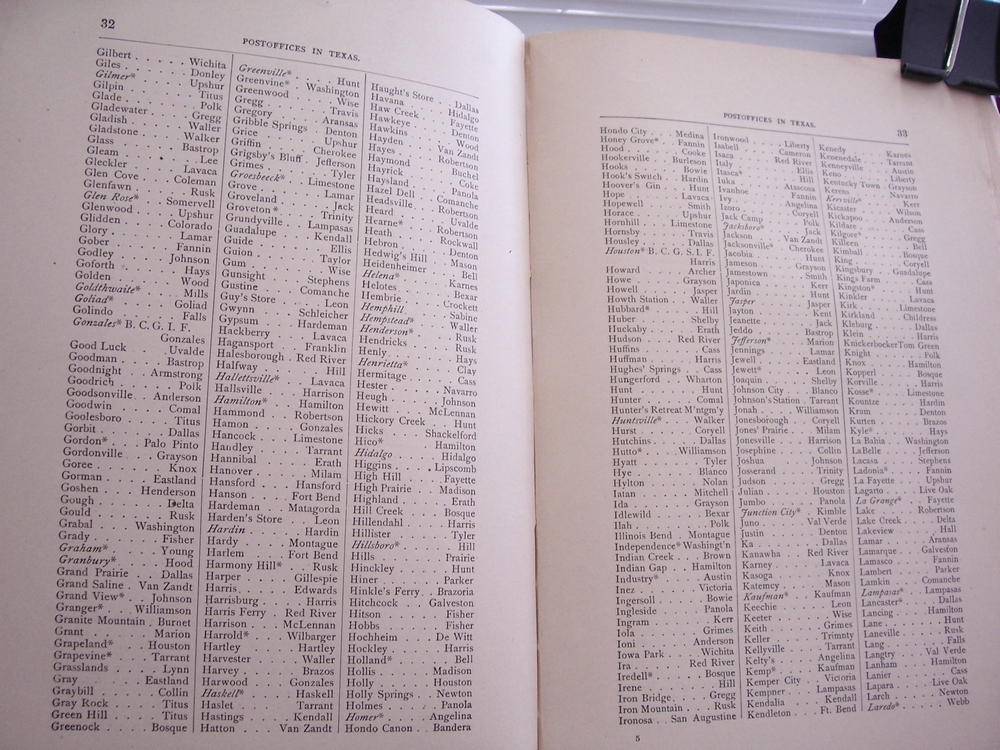 32
POSTOFFICES IN TEXAS.
Gilbert . . . . . Wichita
Giles . . . . . Donley
Gilmer* . . . . Upshur
Gilpin . . . . . Titus
Glade . . . . . Polk
Gladewater . . . . Gregg
Gladish . . . . Waller
Gladstone . . . . Walker
Glass . . . . Bastrop
Gleam . . . . . Lee
Gleckler . . . . Lavaca
Glen Cove . . . Coleman
Glenfawn . . . . Rusk
Glen Rose* . . Somervell
Glenwood . . . . Upshur
Glidden . . . . Colorado
Glory . . . . . Lamar
Gober . . . . . Fannin
Godley . . . . Johnson
Goforth . . . . . Hays
Golden . . . . . Wood
Goldthwaite* . . . Mills
Goliad* . . . . Goliad
Golindo . . . . . Falls
Gonzales* B. C. G. I. F.
Gonzales
Good Luck . . Uvalde
Goodman . . . . Bastrop
Goodnight . Armstrong
Goodrich . . . . Polk
Goodsonville . Anderson
Goodwin . . . . Comal
Goolesboro . . . Titus
Gorbit . . . . . Dallas
Gordon* . . Palo Pinto
Gordonville . . Grayson
Goree . . . . . Knox
Gorman . . . Eastland
Goshen . . . Henderson
Gough . . . . . Delta
Gould . . . . . Rusk
Grabal . . . Washington
Grady . . . . . Fisher
Graham* . . . . Young
Granbury* . . . Hood
Grand Prairie . . Dallas
Grand Saline . Van Zandt
Grand View* . . Johnson
Granger* . . Williamson
Granite Mountain . Burnet
Grant . . . . . Marion
Grapeland* . . Houston
Grapevine* . . Tarrant
Grasslands . . . Lynn
Gray . . . . Eastland
Graybill . . . . Collin
Gray Rock . . . . Titus
Green Hill . . . . Titus
Greenock . . . . Bosque
Greenville* . . . . Hunt
Greenvine* Washington
Greenwood . . . . Wise
Gregg . . . . . Travis
Gregory . . . . Aransas
Gribble Springs . Denton
Grice . . . . . Upshur
Griffin . . . . Cherokee
Grigsby's Bluff . Jefferson
Grimes . . . . . Tyler
Groesbeeck* . Limestone
Grove . . . . . Lamar
Groveland . . . . Jack
Groveton* . . . Trinity
Grundyville . . Lampasas
Guadalupe . . . Kendall
Guide . . . . . Ellis
Guion . . . . . Taylor
Gum . . . . . . Wise
Gunsight . . . Stephens
Gustine . . . Comanche
Guy's Store . . . Leon
Gwynn . . . Schleicher
Gypsum . . . Hardeman
Hackberry . . . Lavaca
Hagansport . . Franklin
Halesborough . Red River
Halfway . . . . . Hill
Hallettsville* . . Lavaca
Hallsville . . . Harrison
Hamilton* . . Hamilton
Hammond . . Robertson
Hamon . . . . Gonzales
Hancock . . . Limestone
Handley . . . . Tarrant
Hannibal . . . . Erath
Hanover . . . . Milam
Hansford . . . Hansford
Hanson . . . Fort Bend
Hardeman . . Matagorda
Harden's Store . . Leon
Hardin . . . . . Hardin
Hardy . . . . Montague
Harlem . . . Fort Bend
Harmony Hill* . . Rusk
Harper . . . . Gillespie
Harris . . . . . Edwards
Harrisburg . . . Harris
Harris Ferry . Red River
Harrison . . . McLennan
Harrold* . . . Wilbarger
Hartley . . . . Hartley
Harvester . . . . Waller
Harvey . . . . . Brazos
Harwood . . . Gonzales
Haskell* . . . . Haskell
Haslet . . . . . Tarrant
Hastings . . . . Kendall
Hatton . . . Van Zandt
Haught's Store . . Dallas
Havana . . . . Hidalgo
Haw Creek . . . Fayette
Hawkeye . . . . Denton
Hawkins . . . . . Wood
Hayden . . . Van Zandt
Hayes . . . . Robertson
Haymond . . . Buchel
Hayrick . . . . . Coke
Haysland . . . . Panola
Hazel Dell . . Comanche
Headsville . . Robertson
Heard . . . . . Uvalde
Hearne* . . . Robertson
Heath . . . . Rockwall
Hebron . . . . Denton
Hedwig's Hill . . Mason
Heidenheimer . . . Bell
Helena* . . . . Karnes
Helotes . . . . . Bexar
Hembrie . . . Crockett
Hemphill . . . . Sabine
Hempstead* . . . Waller
Henderson* . . . Rusk
Hendricks . . . . Rusk
Henly . . . . . . Hays
Henrietta* . . . . Clay
Hermitage . . . . Cass
Hester . . . . Navarro
Heugh . . . . Johnson
Hewitt . . . McLennan
Hickory Creek . . Hunt
Hicks . . . Shackelford
Hico* . . . . Hamilton
Hidalgo . . . . Hidalgo
Higgins . . . Lipscomb
High Hill . . . Fayette
High Prairie . . Madison
Highland . . . . Erath
Hill Creek . . . Bosque
Hillendahl . . . Harris
Hillister . . . . Tyler
Hillsboro* . . . . Hill
Hills . . . . . Prairie
Hinckley . . . . Hunt
Hiner . . . . . Parker
Hinkle's Ferry . Brazoria
Hitchcock . . Galveston
Hitson . . . . . Fisher
Hobbs . . . . . Fisher
Hochheim . . De Witt
Hockley . . . . Harris
Holland* . . . . . Bell
Hollis . . . . Madison
Holly . . . . . Houston
Holly Springs . . Newton
Holmes . . . . Panola
Homer* . . . Angelina
Hondo Canon . . Bandera
POSTOFFICES IN TEXAS.
33
Hondo City . . . Medina
Honey Grove* . . Fannin
Hood . . . . . Cooke
Hookerville . . Burleson
Hooks . . . . . Bowie
Hook's Switch . Hardin
Hoover's Gin . . Hunt
Hope . . . . . Lavaca
Hopewell . . . . Smith
Horace . . . . Upshur
Hornhill . . Limestone
Hornsby . . . . Travis
Housley . . . . Dallas
Houston* B. C. G. S. I. F.
Harris
Howard . . . . Archer
Howe . . . . Grayson
Howell . . . . Jasper
Howth Station . . Waller
Hubbard* . . . . Hill
Huber . . . . . Shelby
Huckaby . . . . Erath
Hudson . . . Red River
Huffins . . . . . Cass
Huffman . . . . Harris
Hughes' Springs . . Cass
Hungerford . . Wharton
Hunt . . . . . . Hunt
Hunter . . . . . Comal
Hunter's Retreat M'ntgm'y
Huntsville* . . Walker
Hurst . . . . . Coryell
Hutchins . . . . Dallas
Hutto* . . . Williamson
Hyatt . . . . . Tyler
Hye . . . . . Blanco
Hylton . . . . . Nolan
Iatan . . . . . Mitchell
Ida . . . . . Grayson
Idlewild . . . . . Bexar
Ilah . . . . . . . Polk
Illinois Bend . Montague
Independence* Washingt'n
Indian Creek . . Brown
Indian Gap . . Hamilton
Industry* . . . . Austin
Inez . . . . . . Victoria
Ingersoll . . . . Bowie
Ingleside . . . . Panola
Ingram . . . . . Kerr
Iola . . . . . . Grimes
Ioni . . . . . Anderson
Iowa Park . . . Wichita
Ira . . . . . Red River
Iredell* . . . . Bosque
Irene . . . . . . . Hill
Iron Bridge . . . Gregg
Iron Mountain . . Rusk
Ironosa . . San Augustine
Ironwood . . . . Liberty
Isabell . . . . Cameron
Isaca . . . . Red River
Italy . . . . . . Ellis
Itasca* . . . . . . Hill
Iuka . . . . . Atascosa
Ivanhoe . . . . Fannin
Ivy . . . . . Angelina
Izoro . . . . . Coryell
Jack Camp . . . . Polk
Jacksboro* . . . . Jack
Jackson . . . Van Zandt
Jacksonville* . Cherokee
Jacobia . . . . . Hunt
Jameson . . . Grayson
Jamestown . . . Smith
Japonica . . . . Kerr
Jardin . . . . . Hunt
Jasper . . . . . Jasper
Jayton . . . . . Kent
Jeanette . . . . . Jack
Jeddo . . . . . Bastrop
Jefferson* . . . Marion
Jennings . . . . Lamar
Jewel . . . . Eastland
Jewett* . . . . . Leon
Joaquin . . . . Shelby
Johnson City . . Blanco
Johnson's Station . Tarrant
Jonah . . . Williamson
Jonesborough . . Coryell
Jones' Prairie . . Milam
Jonesville . . . Harrison
Josephine . . . . Collin
Joshua . . . . Johnson
Josserand . . . Trinity
Judson . . . . . Gregg
Julian . . . . Houston
Jumbo . . . . . Panola
Junction City* . Kimble
Juno . . . . Val Verde
Justin . . . . . Denton
Ka . . . . . . Dallas
Kanawha . . . Red River
Karney . . . . . Lavaca
Kasoga . . . . . Knox
Katemcy . . . . Mason
Kaufman* . . . Kaufman
Keechie . . . . . Leon
Keeter . . . . . Wise
Keith . . . . . Grimes
Keller . . . . . Trimnty
Kellyville . . . . Tarrant
Kelty's . . . . Angelina
Kemp* . . . . Kaufman
Kemper City . . Victoria
Kempner . . . Lampasas
Kendall . . . . Kendall
Kendleton . . . Ft. Bend
Kenedy . . . . Karnes
Kenneyville . . . Austin
Keno . . . . . Liberty
Kentucky Town . Grayson
Kerens . . . . Navarro
Kerrville* . . . . Kerr
Kicaster . . . . Wilson
Kickapoo . . . Anderson
Kildare . . . . . Cass
Kilgore* . . . . Gregg
Killeen . . . . . Bell
Kimball . . . . Bosque
King . . . . . Coryell
Kingsbury . . Guadalupe
Kings Farm . . . Cass
Kingston* . . . . Hunt
Kinkler . . . . Lavaca
Kirk . . . . Limestone
Kirkland . . . Childress
Kleburg . . . . Dallas
Klein . . . . . Harris
Knickerbocker Tom Green
Knight . . . . . Polk
Knox . . . . Hamilton
Kopperl . . . . Bosque
Korville . . . . Harris
Kosse* . . . Limestone
Kountze . . . . Hardin
Kram . . . . . Denton
Kurten . . . . . Brazos
Kyle* . . . . . . Hays
La Bahia . Washington
LaBelle . . . Jefferson
Lacasa . . . . Stephens
Ladonia* . . . . Fannin
La Fayette . . . Upshur
Lagarto . . . Live Oak
La Grange* . . Fayette
Lake . . . . Robertson
Lake Creek . . . Delta
Lakeview . . . . Hall
Lamar . . . . Aransas
Lamarque . . Galveston
Lamasco . . . . Fannin
Lambert . . . . Parker
Lamkin . . . Comanche
Lampasas* . . Lampasas
Lancaster* . . . Dallas
Lancing . . . Hamilton
Lane . . . . . . Hunt
Laneville . . . . Rusk
Lang . . . . . . Falls
Langtry . . . Val Verde
Lanham . . . Hamilton
Lanier . . . . . Cass
Lapara . . . . Live Oak
Larch . . . . . Newton
Laredo* . . . . . Webb
5